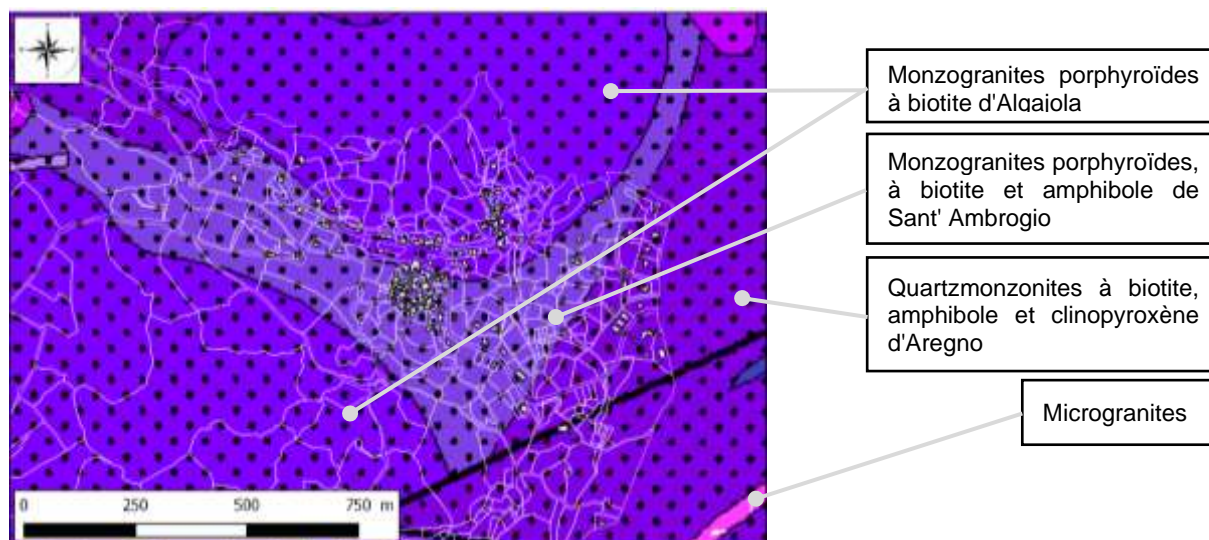 Monzogranites porphyroïdes
à biotite d'Algajola
Monzogranites porphyroïdes,
à biotite et amphibole de
Sant' Ambrogio
Quartzmonzonites à biotite,
amphibole et clinopyroxène
d'Aregno
Microgranites
0 250 500 750 m